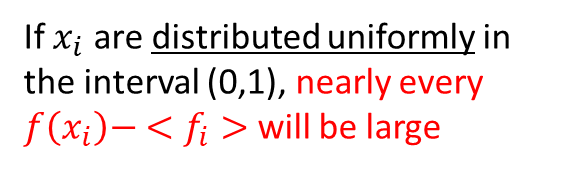 If 𝑥ᵢ are distributed uniformly in
the interval (0,1), nearly every
𝑓(𝑥ᵢ)− < 𝑓ᵢ > will be large